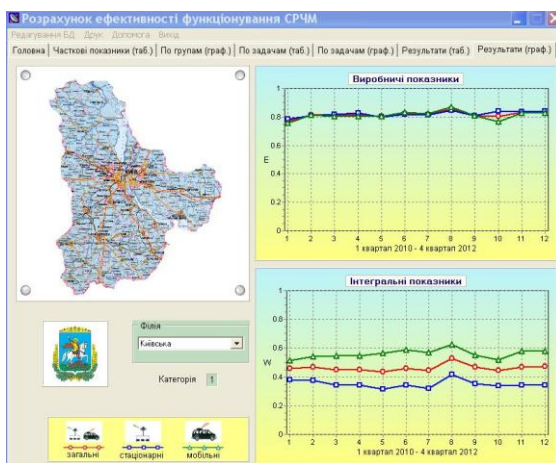 Розрахунок ефективності функціонування СРЧМ
Редагування БД Друк Допомога Вихід
Головна Часткові показники (таб.) По групам (граф.) По задачам (таб.) По задачам (граф.) Результати (таб.) Результати (граф.)
Виробничі показники
1
0.8
0.6
0.4
0.2
0
E
1 2 3 4 5 6 7 8 9 10 11 12
1 квартал 2010 - 4 квартал 2012
Інтегральні показники
1
0.8
0.6
0.4
0.2
0
W
1 2 3 4 5 6 7 8 9 10 11 12
1 квартал 2010 - 4 квартал 2012
Філія
Київська
Категорія 1
загальні стаціонарні мобільні